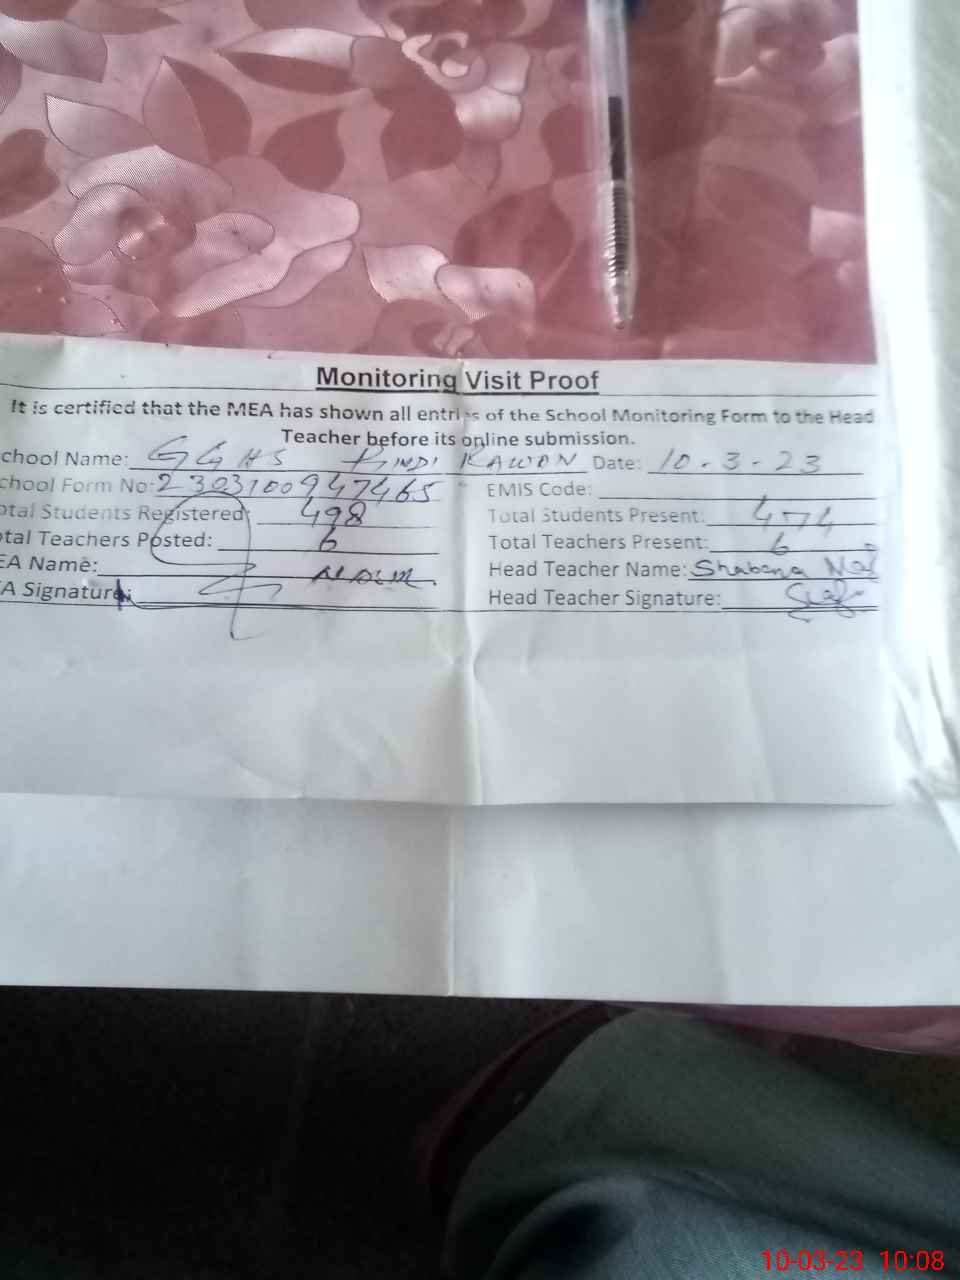 Monitoring Visit Proof
It is certified that the MEA has shown all entries of the School Monitoring Form to the Head
Teacher before its online submission.
chool Name: GGHS PINDI RAWAN Date: 10-3-23
chool Form No: 2303100947465 EMIS Code:
otal Students Registered: 498 Total Students Present: 474
otal Teachers Posted: 6 Total Teachers Present: 6
EA Name: Head Teacher Name: Shabana
A Signature: Head Teacher Signature:
10-03-23 10:08